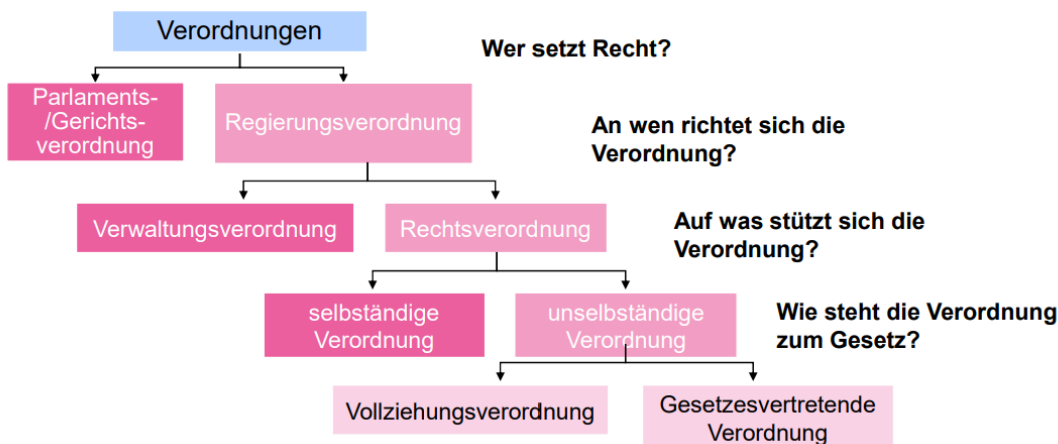 Verordnungen
Wer setzt Recht?
Parlaments-
/Gerichts-
verordnung
Regierungsverordnung
An wen richtet sich die
Verordnung?
Verwaltungsverordnung
Rechtsverordnung
Auf was stützt sich die
Verordnung?
selbständige
Verordnung
unselbständige
Verordnung
Wie steht die Verordnung
zum Gesetz?
Vollziehungsverordnung
Gesetzesvertretende
Verordnung